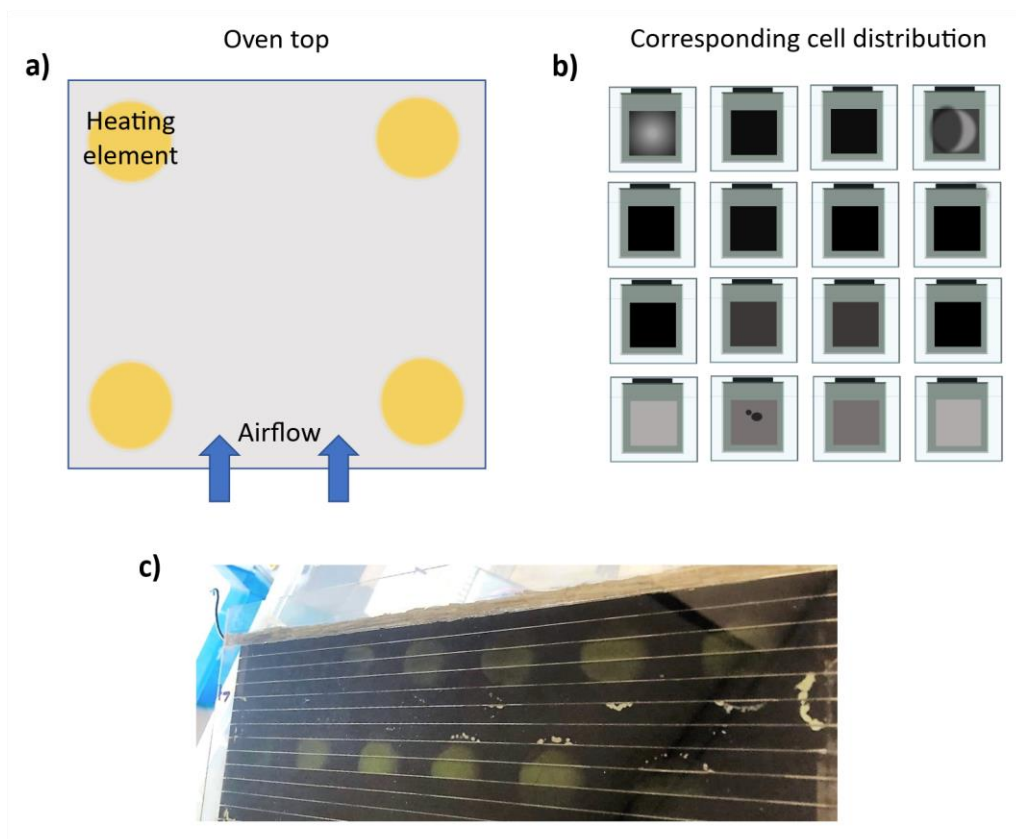 Oven top
a)
Heating
element
Airflow
Corresponding cell distribution
b)
c)